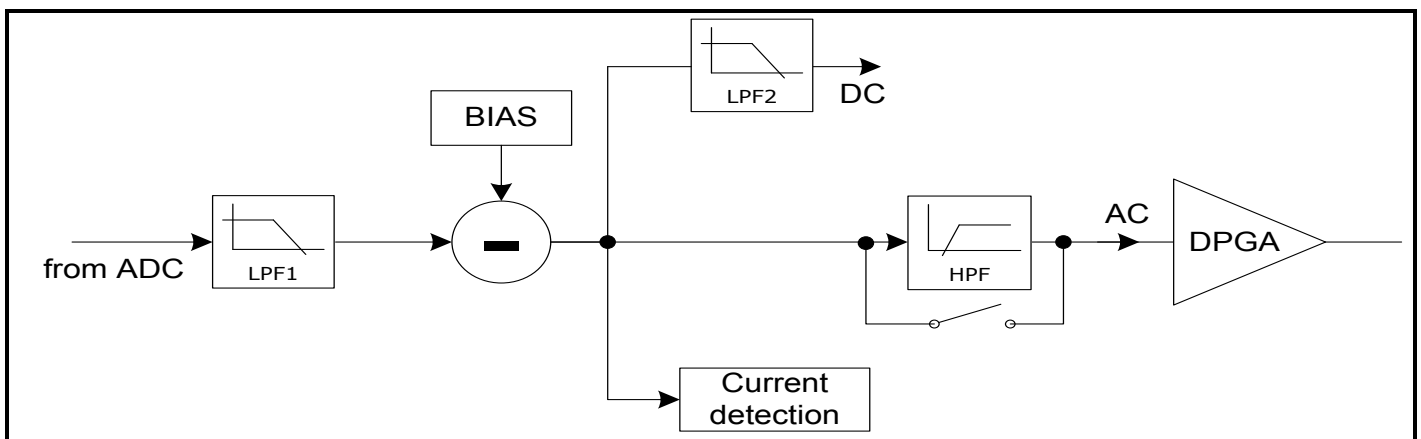 LPF2
DC
BIAS
from ADC
LPF1
HPF
AC
DPGA
Current
detection